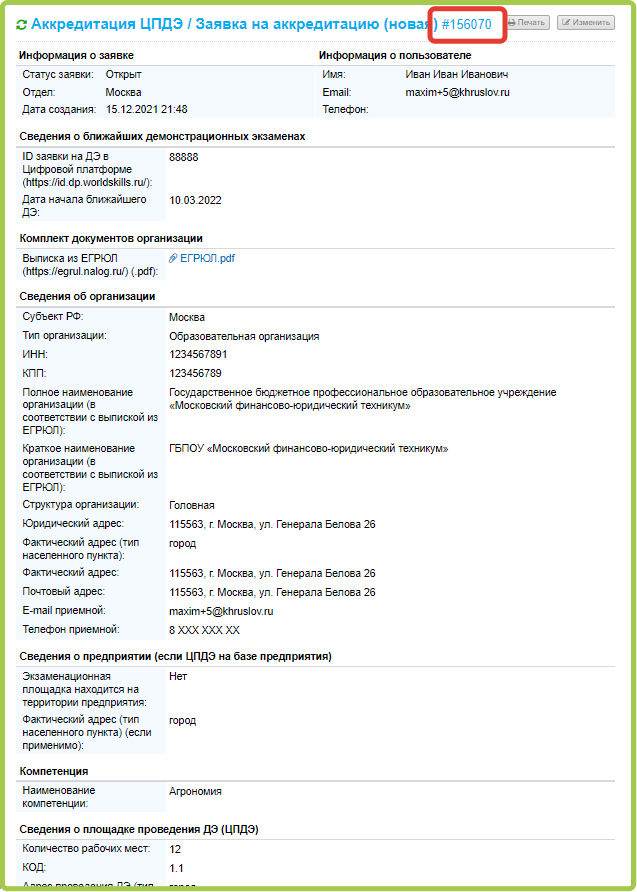 Аккредитация ЦПДЭ / Заявка на аккредитацию (новая) #156070
Печать
Изменить
Информация о заявке
Информация о пользователе
Статус заявки: Открыт
Имя: Иван Иван Иванович
Отдел: Москва
Email: maxim+5@khruslov.ru
Дата создания: 15.12.2021 21:48
Телефон:
Сведения о ближайших демонстрационных экзаменах
ID заявки на ДЭ в
Цифровой платформе
(https://id.dp.worldskills.ru/):
88888
Дата начала ближайшего
ДЭ:
10.03.2022
Комплект документов организации
Выписка из ЕГРЮЛ
(https://egrul.nalog.ru/) (.pdf):
ЕГРЮЛ.pdf
Сведения об организации
Субъект РФ: Москва
Тип организации: Образовательная организация
ИНН: 1234567891
КПП: 123456789
Полное наименование
организации (в
соответствии с выпиской из
ЕГРЮЛ):
Государственное бюджетное профессиональное образовательное учреждение
«Московский финансово-юридический техникум»
Краткое наименование
организации (в
соответствии с выпиской из
ЕГРЮЛ):
ГБПОУ «Московский финансово-юридический техникум»
Структура организации: Головная
Юридический адрес: 115563, г. Москва, ул. Генерала Белова 26
Фактический адрес (тип
населенного пункта):
город
Фактический адрес: 115563, г. Москва, ул. Генерала Белова 26
Почтовый адрес: 115563, г. Москва, ул. Генерала Белова 26
E-mail приемной: maxim+5@khruslov.ru
Телефон приемной: 8 XXX XXX XX
Сведения о предприятии (если ЦПДЭ на базе предприятия)
Экзаменационная
площадка находится на
территории предприятия:
Нет
Фактический адрес (тип
населенного пункта) (если
применимо):
город
Компетенция
Наименование
компетенции:
Агрономия
Сведения о площадке проведения ДЭ (ЦПДЭ)
Количество рабочих мест: 12
КОД: 1.1
Адрес проведения ДЭ (тип город